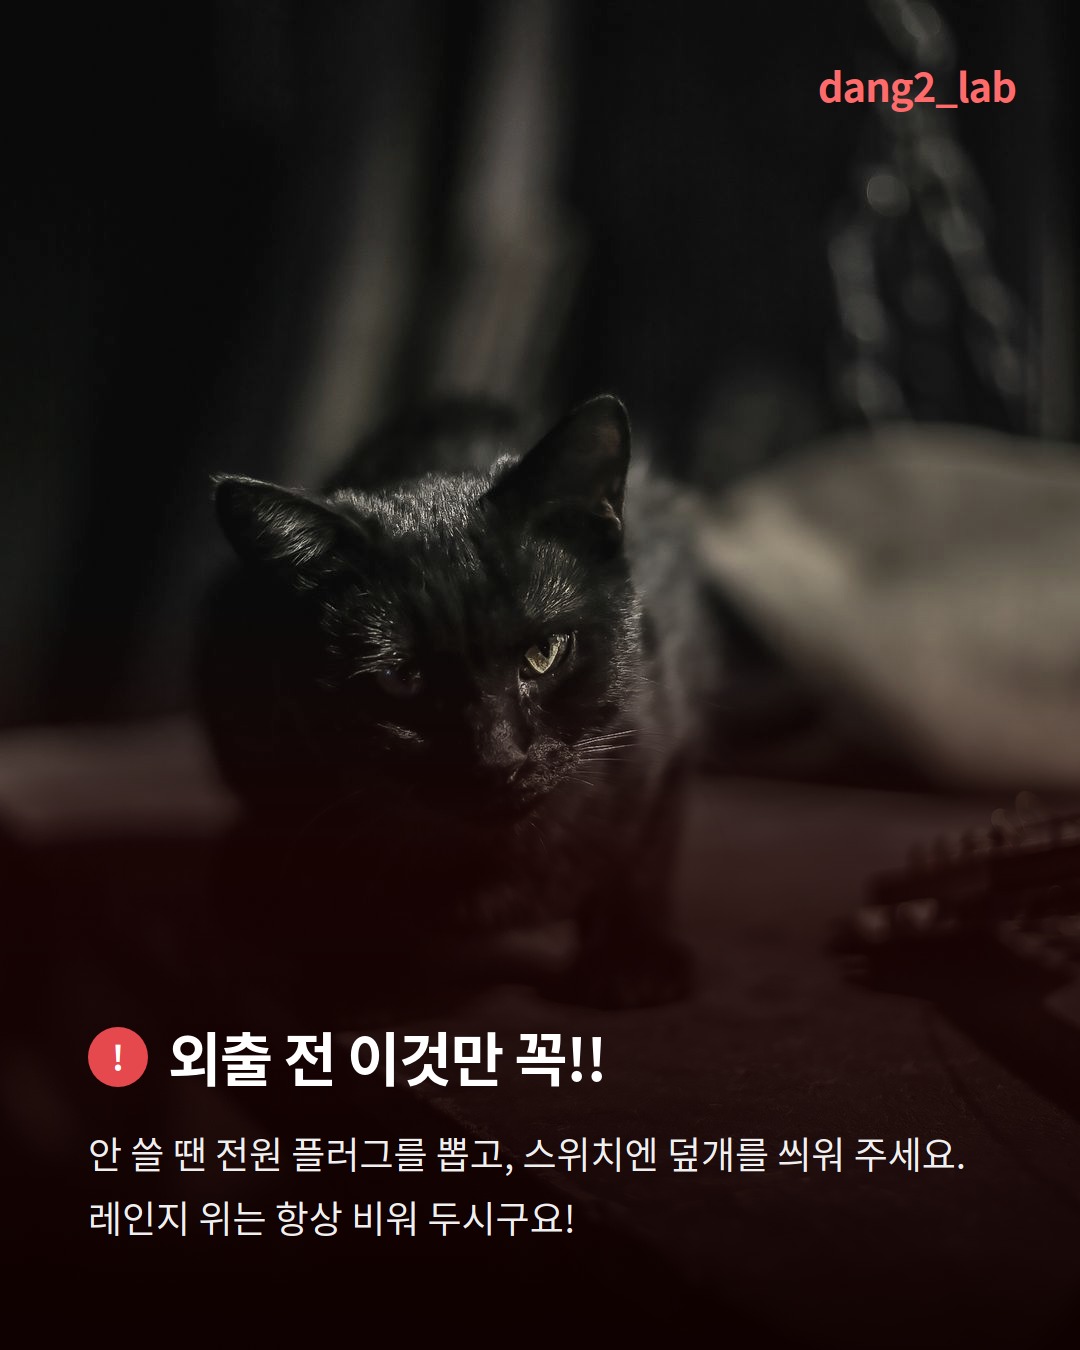 dang2_lab
! 외출 전 이것만 꼭!!
안 쓸 땐 전원 플러그를 뽑고, 스위치엔 덮개를 씌워 주세요.
레인지 위는 항상 비워 두시구요!